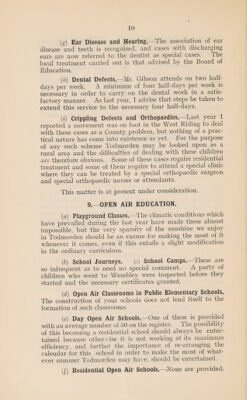 10
(g) Ear Disease and Hearing.—The association of ear
disease and teeth is recognised, and cases with discharging
ears are now referred to the dentist as special cases. The
local treatment carried out is that advised by the Board of
Education.
(h) Dental Defects.—Mr. Gibson attends on two half-
days per week. A minimum of four half-days per week is
necessary in order to carry on the dental work in a satis-
factory manner. As last year, I advise that steps be taken to
extend this service to the necessary four half-days.
(i) Crippling Defects and Orthopaedics.—Last year I
reported a movement was on foot in the West Riding to deal
with these cases as a County problem, but nothing of a prac-
tical nature has come into existence as yet. For the purpose
of any such scheme Todmorden may be looked upon as a
rural area and the difficulties of dealing with these children
are therefore obvious. Some of these cases require residential
treatment and some of them require to attend a special clinic
where they can be treated by a special orthopaedic surgeon
and special orthopaedic nurses or attendants.
This matter is at present under consideration.
9.—OPEN AIR EDUCATION.
(a) Playground Classes.—The climatic conditions which
have prevailed during the last year have made these almost
impossible, but the very sparsity of the sunshine we enjoy
in Todmorden should be an excuse for making the most of it
whenever it comes, even if this entails a slight modification
in the ordinary curriculum.
(b) School Journeys. (c) School Camps.—These are
so infrequent as to need no special comment. A party of
children who went to Wembley were inspected before they
started and the necessary certificates granted.
(d) Open Air Classrooms in Public Elementary Schools.
The construction of your schools does not lend itself to the
formation of such classrooms.
(e) Day Open Air Schools.—One of these is provided
with an average number of 50 on the register. The possibility
of this becoming a residential school should always be enter-
tained because otherwise it is not working at its maximum
efficiency, and further the importance of re-arranging the
calendar for this school in order to make the most of what-
ever summer Todmorden may have, should be entertained.
(f) Residential Open Air Schools.—None are provided.